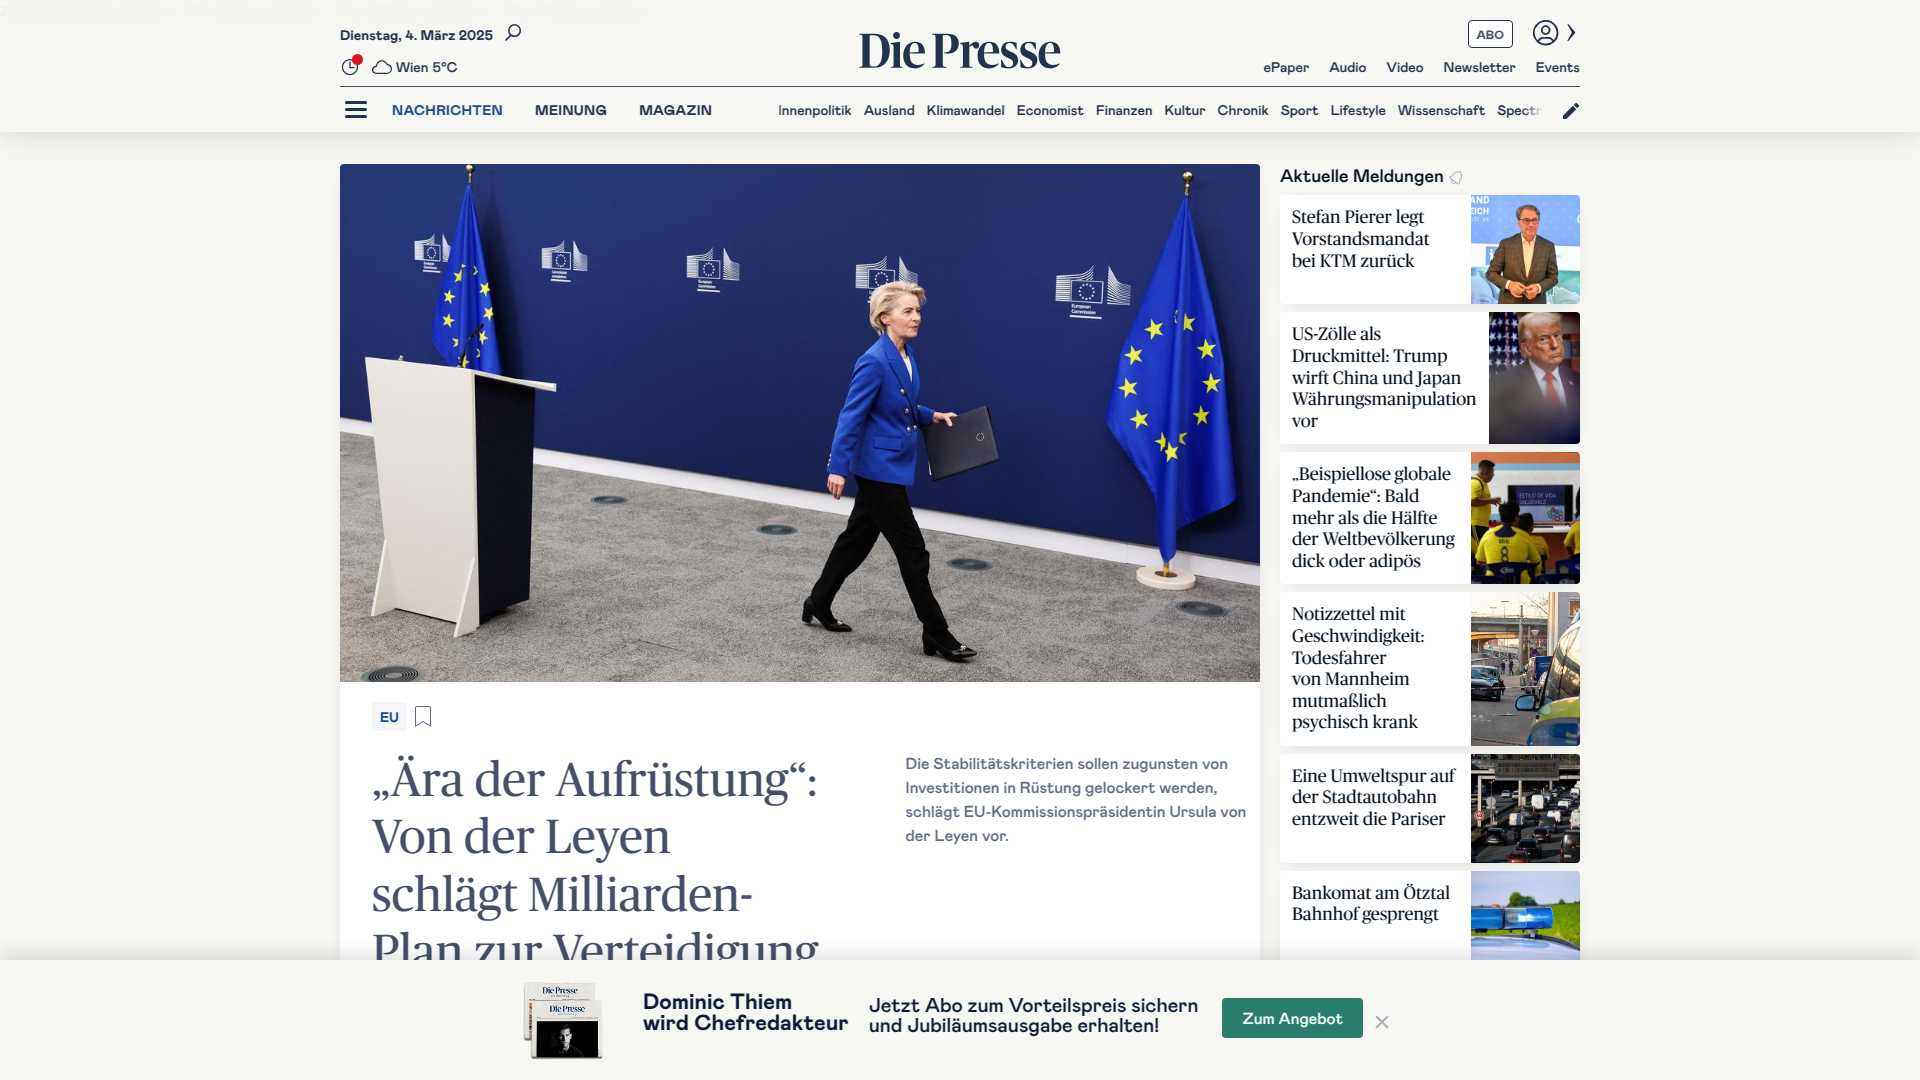 Dienstag, 4. März 2025
Wien 5°C
Die Presse
ABO
ePaper Audio Video Newsletter Events
NACHRICHTEN MEINUNG MAGAZIN
Innenpolitik Ausland Klimawandel Economist Finanzen Kultur Chronik Sport Lifestyle Wissenschaft Spectr
EU
„Ära der Aufrüstung“:
Von der Leyen
schlägt Milliarden-
Plan zur Verteidigung
Die Stabilitätskriterien sollen zugunsten von
Investitionen in Rüstung gelockert werden,
schlägt EU-Kommissionspräsidentin Ursula von
der Leyen vor.
Aktuelle Meldungen
Stefan Pierer legt
Vorstandsmandat
bei KTM zurück
US-Zölle als
Druckmittel: Trump
wirft China und Japan
Währungsmanipulation
vor
„Beispiellose globale
Pandemie“: Bald
mehr als die Hälfte
der Weltbevölkerung
dick oder adipös
Notizzettel mit
Geschwindigkeit:
Todesfahrer
von Mannheim
mutmaßlich
psychisch krank
Eine Umweltspur auf
der Stadtautobahn
entzweit die Pariser
Bankomat am Ötztal
Bahnhof gesprengt
Die Presse
Die Presse
Dominic Thiem
wird Chefredakteur
Jetzt Abo zum Vorteilspreis sichern
und Jubiläumsausgabe erhalten!
Zum Angebot